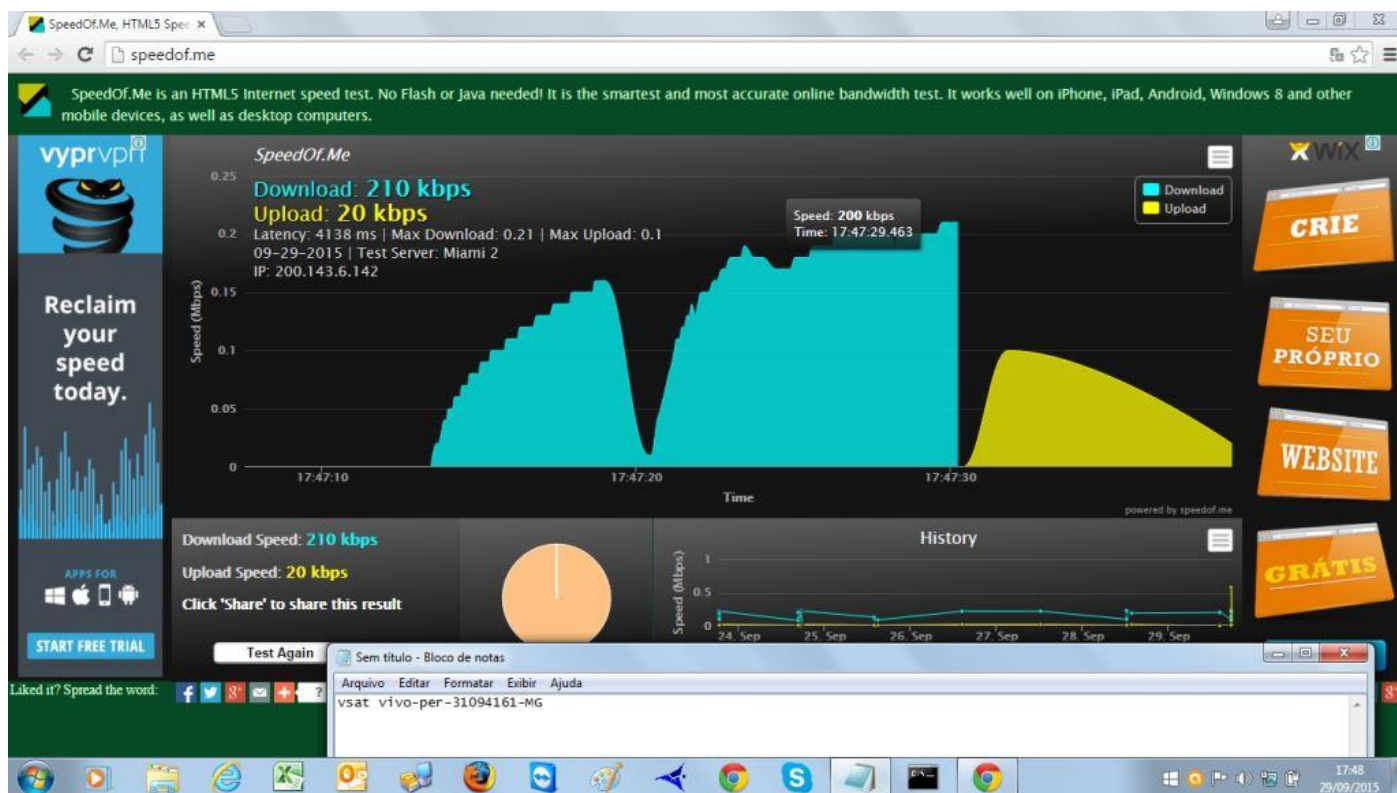 SpeedOf.Me, HTML5 Spee
speedof.me
SpeedOf.Me is an HTML5 Internet speed test. No Flash or Java needed! It is the smartest and most accurate online bandwidth test. It works well on iPhone, iPad, Android, Windows 8 and other
mobile devices, as well as desktop computers.
vyprvpn
Reclaim
your
speed
today.
APPS FOR
START FREE TRIAL
SpeedOf.Me
Download: 210 kbps
Upload: 20 kbps
Latency: 4138 ms | Max Download: 0.21 | Max Upload: 0.1
09-29-2015 | Test Server: Miami 2
IP: 200.143.6.142
Speed: 200 kbps
Time: 17:47:29.463
Download
Upload
Speed (Mbps)
0.25
0.2
0.15
0.1
0.05
0
17:47:10 17:47:20 17:47:30
Time
powered by speedof.me
WiX
CRIE
SEU
PRÓPRIO
WEBSITE
GRÁTIS
Download Speed: 210 kbps
Upload Speed: 20 kbps
Click 'Share' to share this result
Test Again
History
Speed (Mbps)
1
0.5
0
24. Sep 25. Sep 26. Sep 27. Sep 28. Sep 29. Sep
Liked it? Spread the word:
?
Sem título - Bloco de notas
Arquivo Editar Formatar Exibir Ajuda
vsat vivo-per-31094161-MG
17:48
29/09/2015